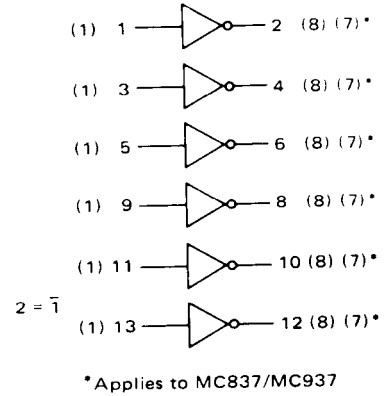 (1) 1 2 (8) (7)*
(1) 3 4 (8) (7)*
(1) 5 6 (8) (7)*
(1) 9 8 (8) (7)*
(1) 11 10 (8) (7)*
2 = 1̅
(1) 13 12 (8) (7)*
*Applies to MC837/MC937